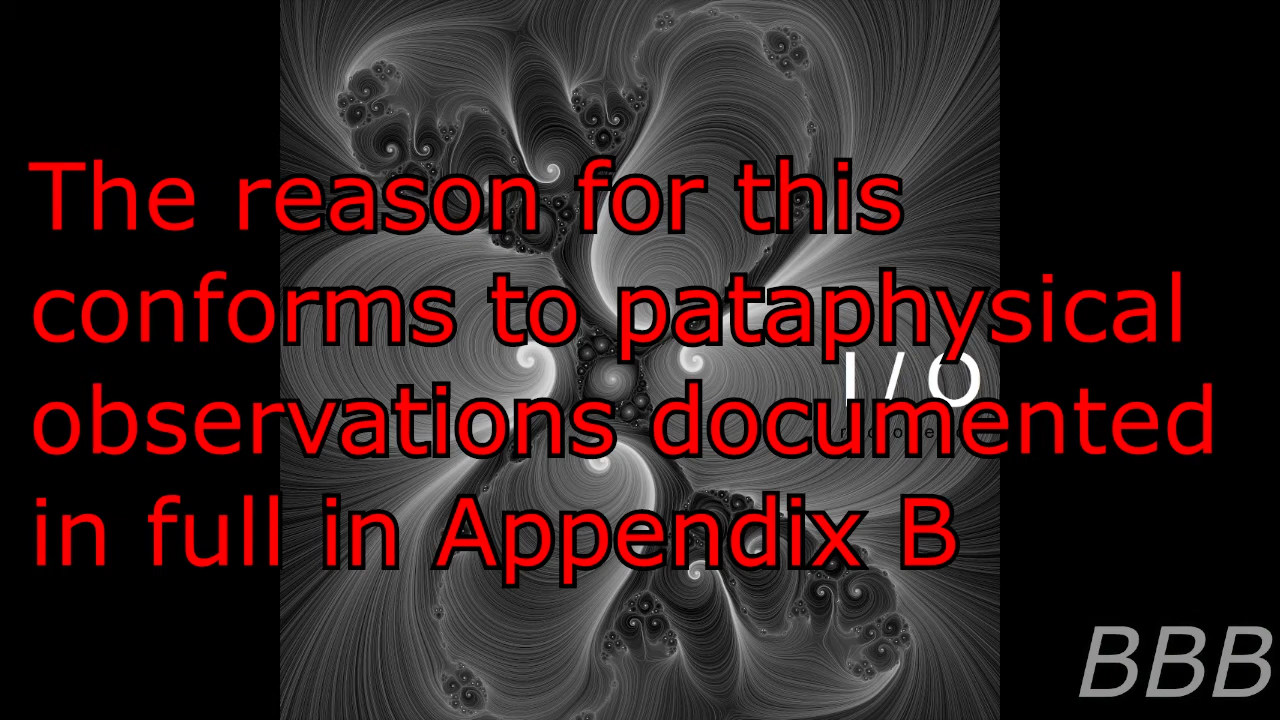 The reason for this
conforms to pataphysical
I / O
observations documented
in full in Appendix B
BBB